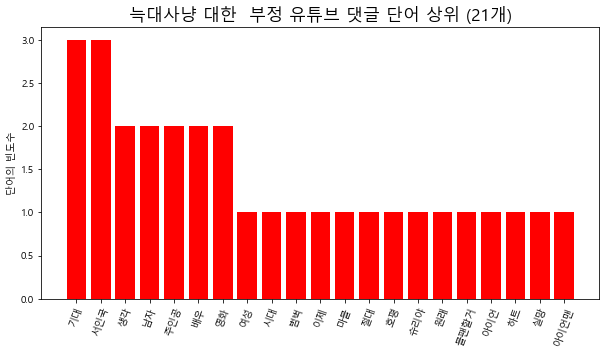 늑대사냥 대한  부정 유튜브 댓글 단어 상위 (21개)
단어의 빈도수
3.0
2.5
2.0
1.5
1.0
0.5
0.0
기대
서인국
생각
남자
주인공
배우
영화
여성
시대
범벅
이제
마블
절대
호평
슈리아
원래
플랜할거
아이언
하트
실망
아이언맨